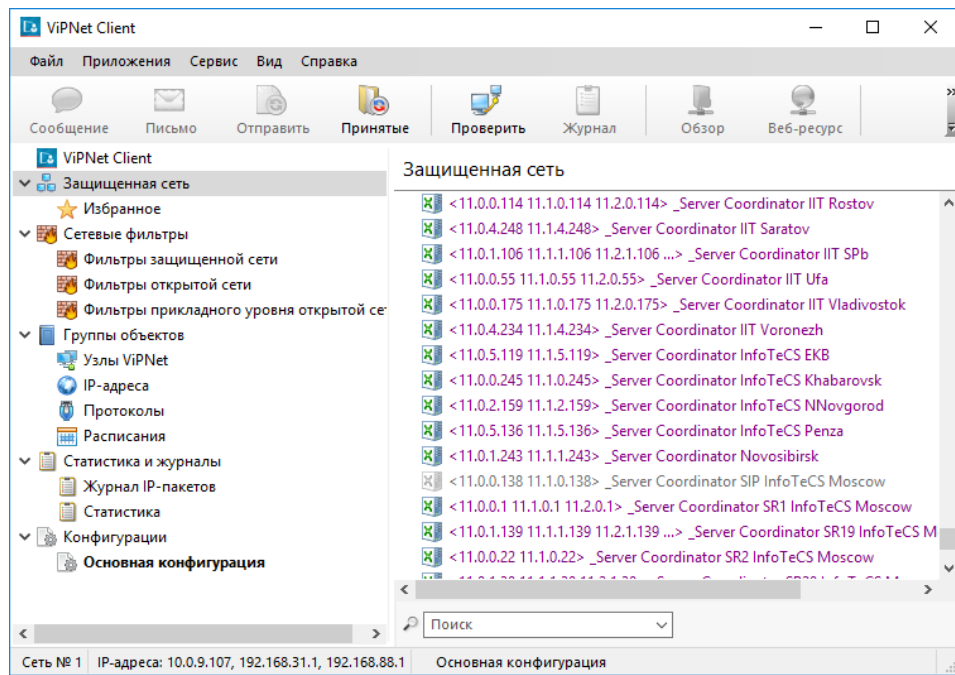 ViPNet Client
Файл Приложения Сервис Вид Справка
Сообщение Письмо Отправить Принятые Проверить Журнал Обзор Веб-ресурс
ViPNet Client
Защищенная сеть
Избранное
Сетевые фильтры
Фильтры защищенной сети
Фильтры открытой сети
Фильтры прикладного уровня открытой се
Группы объектов
Узлы ViPNet
IP-адреса
Протоколы
Расписания
Статистика и журналы
Журнал IP-пакетов
Статистика
Конфигурации
Основная конфигурация
Защищенная сеть
<11.0.0.114 11.1.0.114 11.2.0.114> _Server Coordinator IIT Rostov
<11.0.4.248 11.1.4.248> _Server Coordinator IIT Saratov
<11.0.1.106 11.1.1.106 11.2.1.106 ...> _Server Coordinator IIT SPb
<11.0.0.55 11.1.0.55 11.2.0.55> _Server Coordinator IIT Ufa
<11.0.0.175 11.1.0.175 11.2.0.175> _Server Coordinator IIT Vladivostok
<11.0.4.234 11.1.4.234> _Server Coordinator IIT Voronezh
<11.0.5.119 11.1.5.119> _Server Coordinator InfoTeCS EKB
<11.0.0.245 11.1.0.245> _Server Coordinator InfoTeCS Khabarovsk
<11.0.2.159 11.1.2.159> _Server Coordinator InfoTeCS NNovgorod
<11.0.5.136 11.1.5.136> _Server Coordinator InfoTeCS Penza
<11.0.1.243 11.1.1.243> _Server Coordinator Novosibirsk
<11.0.0.138 11.1.0.138> _Server Coordinator SIP InfoTeCS Moscow
<11.0.0.1 11.1.0.1 11.2.0.1> _Server Coordinator SR1 InfoTeCS Moscow
<11.0.1.139 11.1.1.139 11.2.1.139 ...> _Server Coordinator SR19 InfoTeCS M
<11.0.0.22 11.1.0.22> _Server Coordinator SR2 InfoTeCS Moscow
Поиск
Сеть № 1 IP-адреса: 10.0.9.107, 192.168.31.1, 192.168.88.1 Основная конфигурация